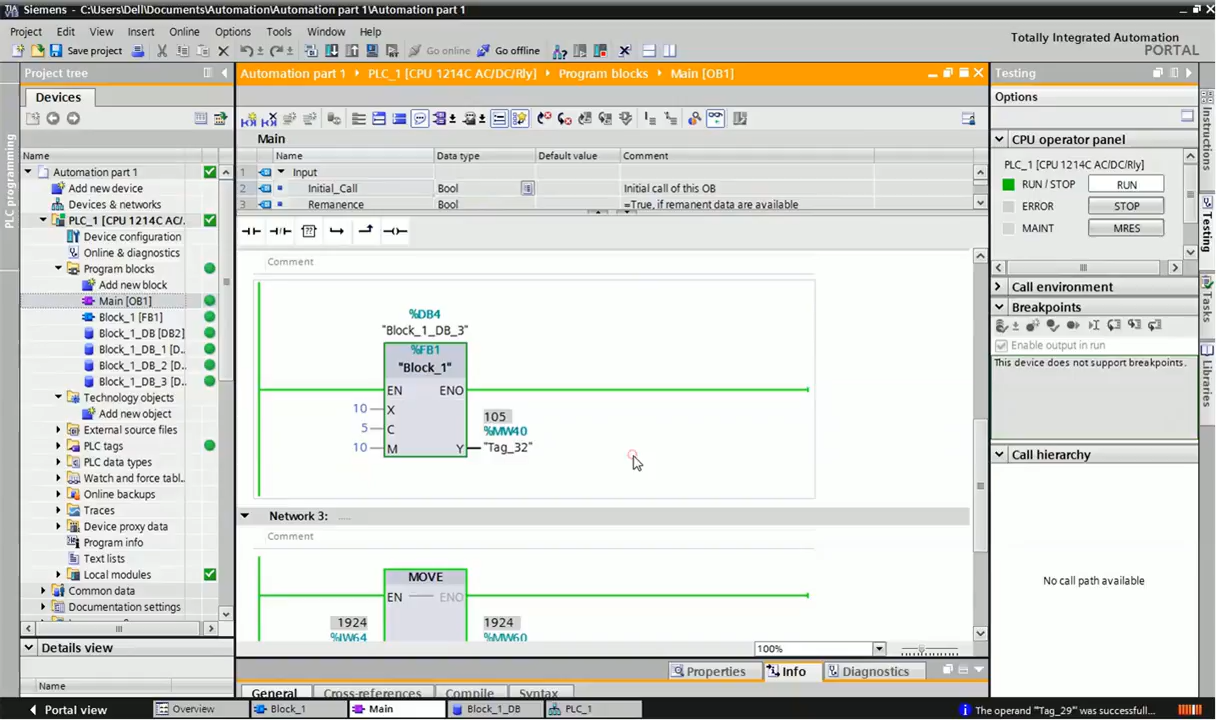 Siemens - C:\Users\Dell\Documents\Automation\Automation part 1\Automation part 1
Project Edit View Insert Online Options Tools Window Help
Totally Integrated Automation
PORTAL
Save project Go online Go offline
Project tree
Automation part 1 PLC_1 [CPU 1214C AC/DC/Rly] Program blocks Main [OB1]
Testing
Devices
Options
PLC programming
Name
Automation part 1
Add new device
Devices & networks
PLC_1 [CPU 1214C AC/.
Device configuration
Online & diagnostics
Program blocks
Add new block
Main [OB1]
Block_1 [FB1]
Block_1_DB [DB2]
Block_1_DB_1 [D..
Block_1_DB_2 [D..
Block_1_DB_3 [D..
Technology objects
Add new object
External source files
PLC tags
PLC data types
Watch and force tabl..
Online backups
Traces
Device proxy data
Program info
Text lists
Local modules
Common data
Documentation settings
Details view
Name
Main
Name Data type Default value Comment
1 Input
2 Initial_Call Bool Initial call of this OB
3 Remanence Bool =True, if remanent data are available
Comment
%DB4
"Block_1_DB_3"
%FB1
"Block_1"
EN ENO
10 X
5 C
10 M Y
105
%MW40
"Tag_32"
Network 3: .....
Comment
MOVE
EN ENO
1924 1924
%IW64 %MW60
100%
Properties Info Diagnostics
General Cross-references Compile Syntax
CPU operator panel
PLC_1 [CPU 1214C AC/DC/Rly]
RUN / STOP RUN
ERROR STOP
MAINT MRES
Call environment
Breakpoints
Enable output in run
This device does not support breakpoints.
Call hierarchy
No call path available
Instructions
Testing
Tasks
Libraries
Portal view Overview Block_1 Main Block_1_DB PLC_1 The operand "Tag_29" was successfull...